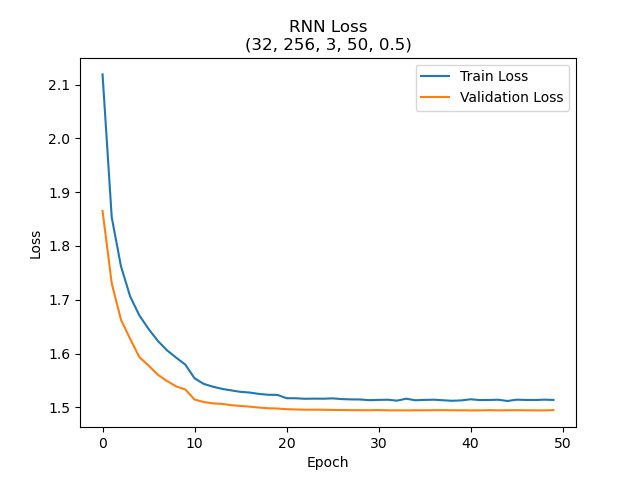 RNN Loss
(32, 256, 3, 50, 0.5)
Train Loss
Validation Loss
2.1
2.0
1.9
1.8
1.7
1.6
1.5
Loss
0 10 20 30 40 50
Epoch